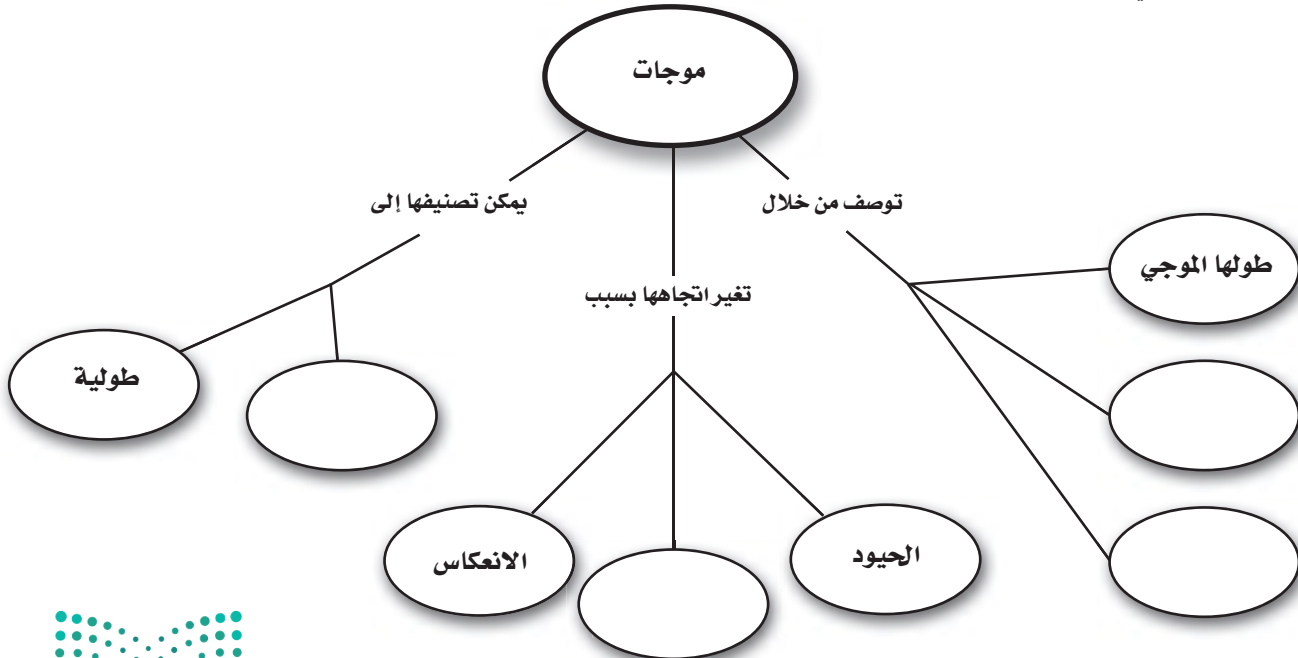 موجات
توصف من خلال
يمكن تصنيفها إلى
طولها الموجي
تغير اتجاهها بسبب
طولية
الحيود
الانعكاس